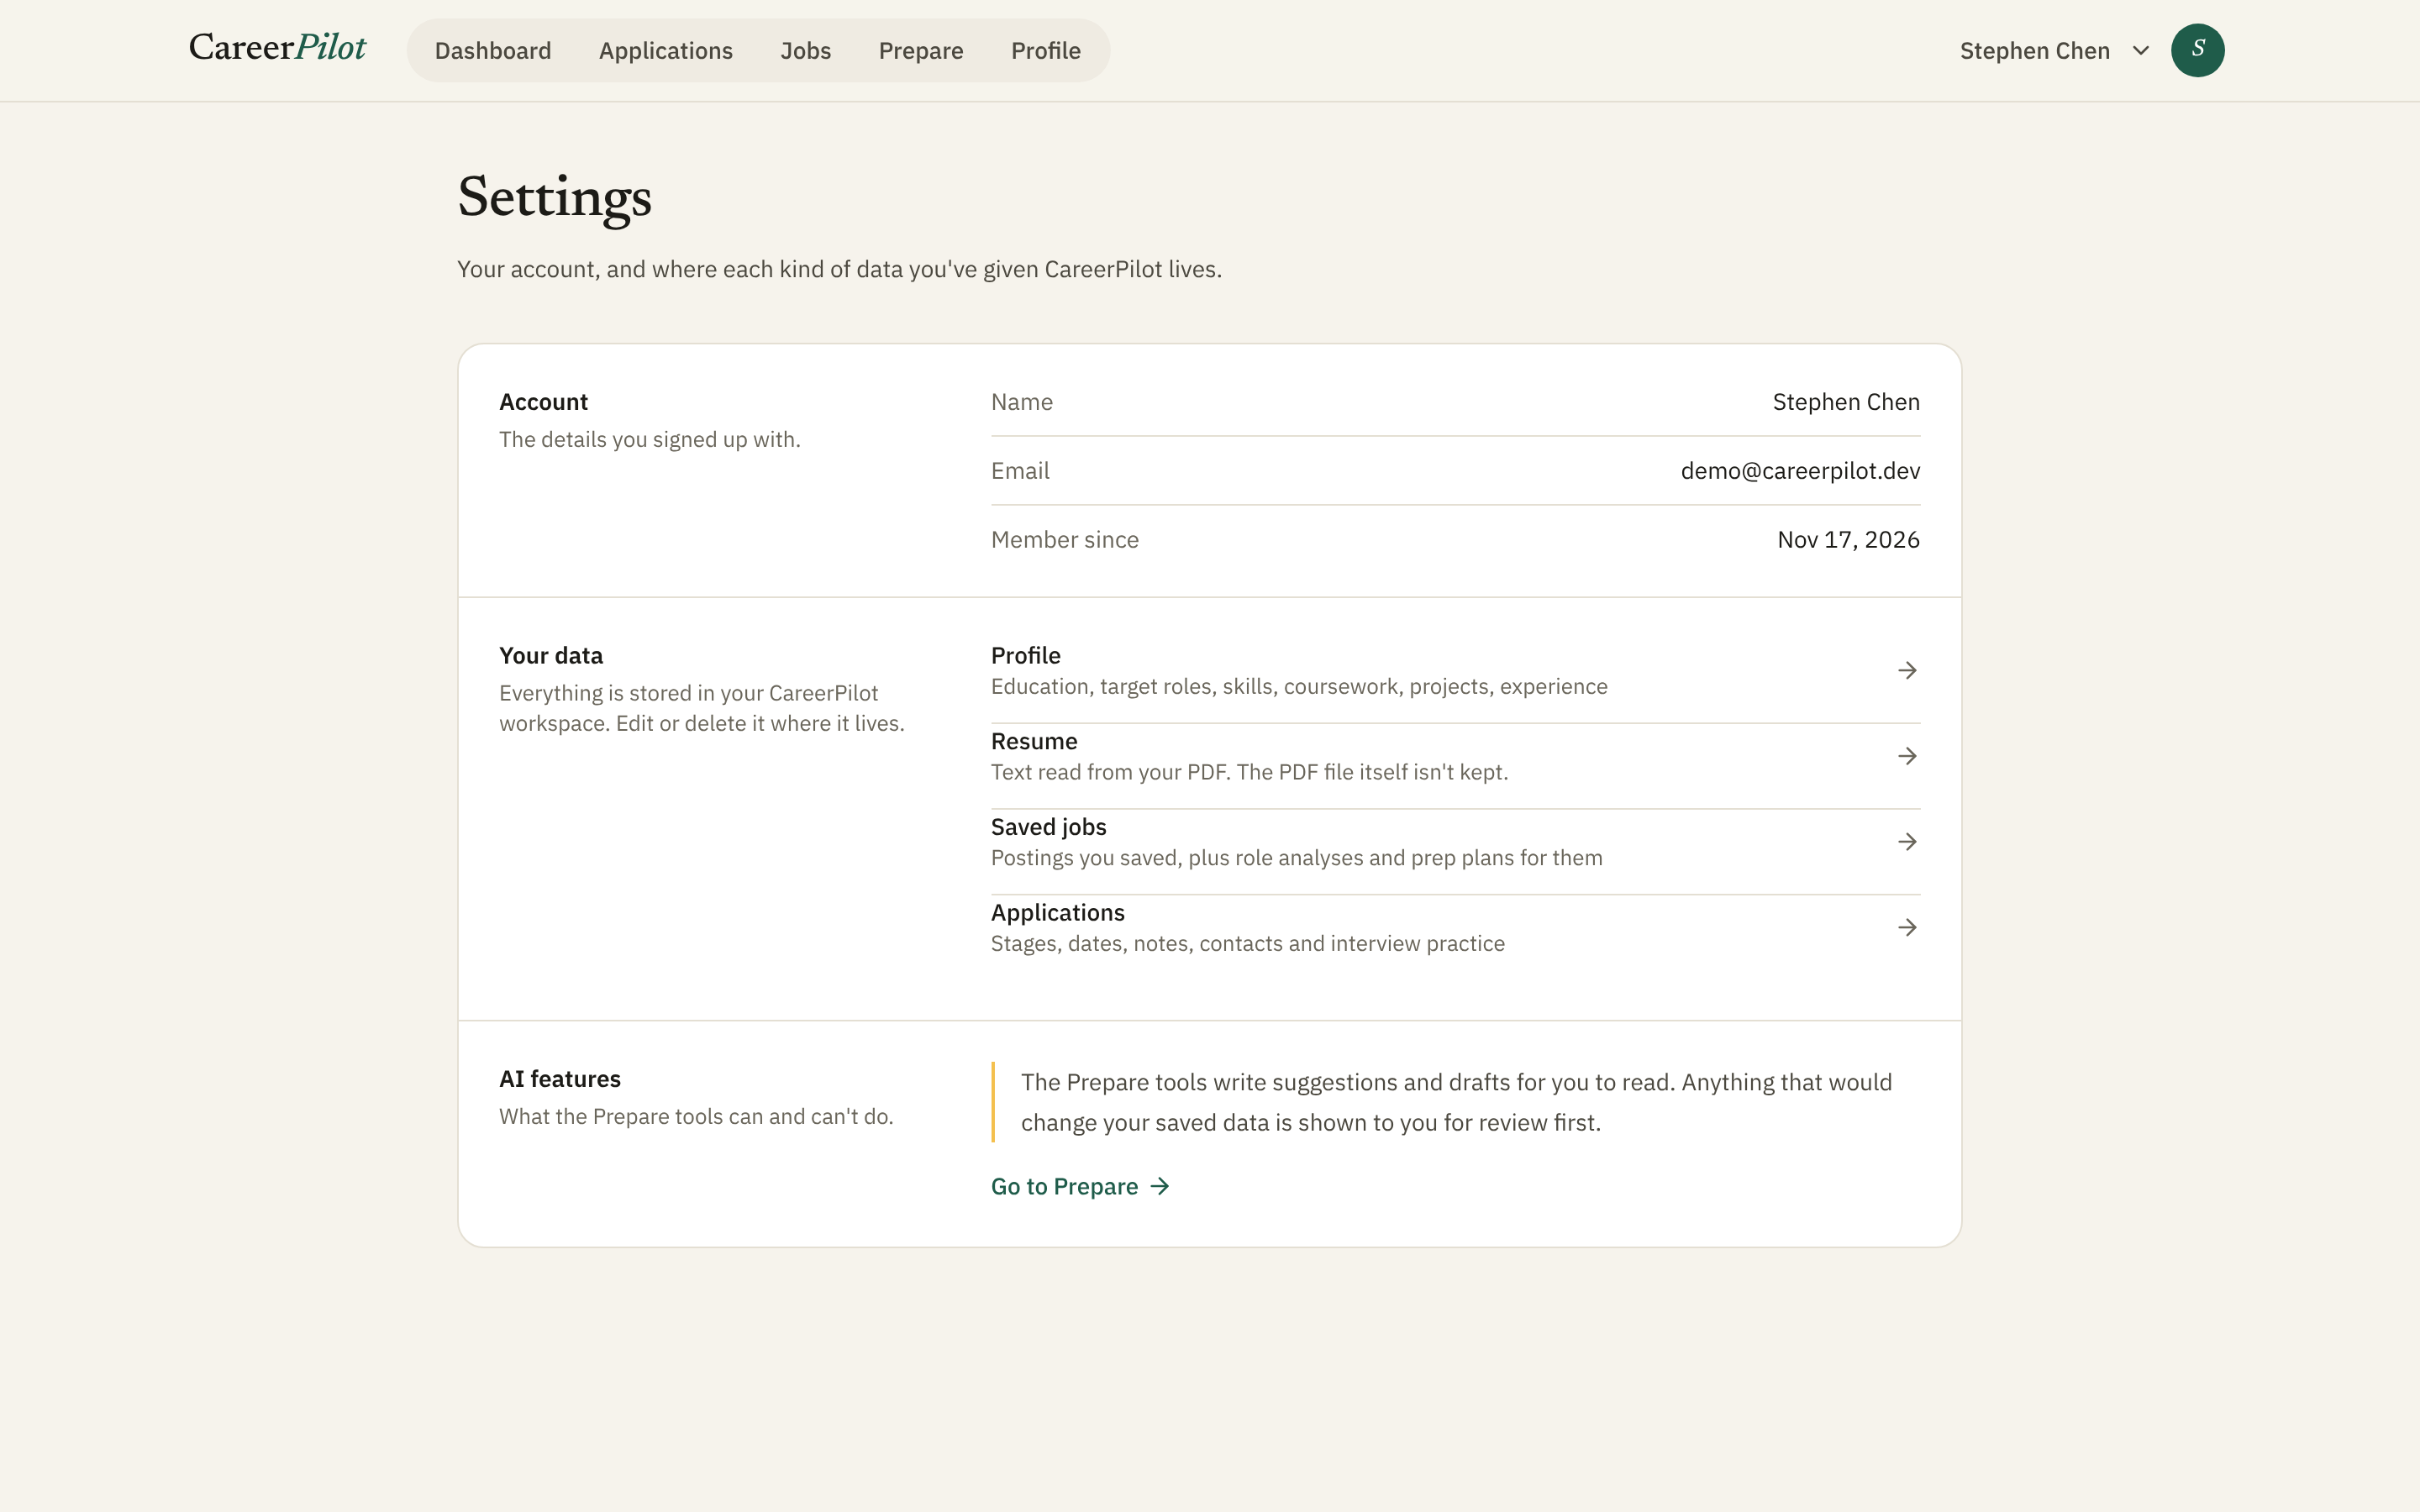 CareerPilot
Dashboard
Applications
Jobs
Prepare
Profile
Stephen Chen
S
Settings
Your account, and where each kind of data you've given CareerPilot lives.
Account
The details you signed up with.
Name
Stephen Chen
Email
demo@careerpilot.dev
Member since
Nov 17, 2026
Your data
Everything is stored in your CareerPilot
workspace. Edit or delete it where it lives.
Profile
Education, target roles, skills, coursework, projects, experience
Resume
Text read from your PDF. The PDF file itself isn't kept.
Saved jobs
Postings you saved, plus role analyses and prep plans for them
Applications
Stages, dates, notes, contacts and interview practice
AI features
What the Prepare tools can and can't do.
The Prepare tools write suggestions and drafts for you to read. Anything that would
change your saved data is shown to you for review first.
Go to Prepare →